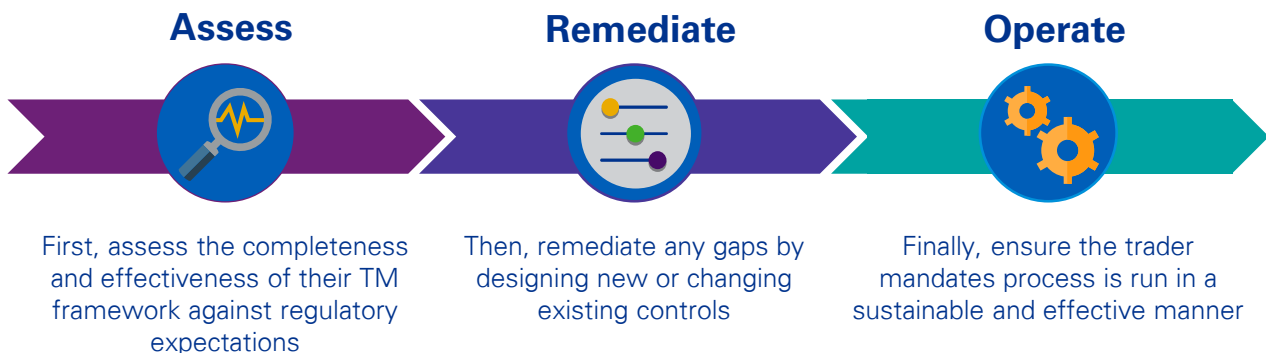 Assess
Remediate
Operate
First, assess the completeness
and effectiveness of their TM
framework against regulatory
expectations
Then, remediate any gaps by
designing new or changing
existing controls
Finally, ensure the trader
mandates process is run in a
sustainable and effective manner